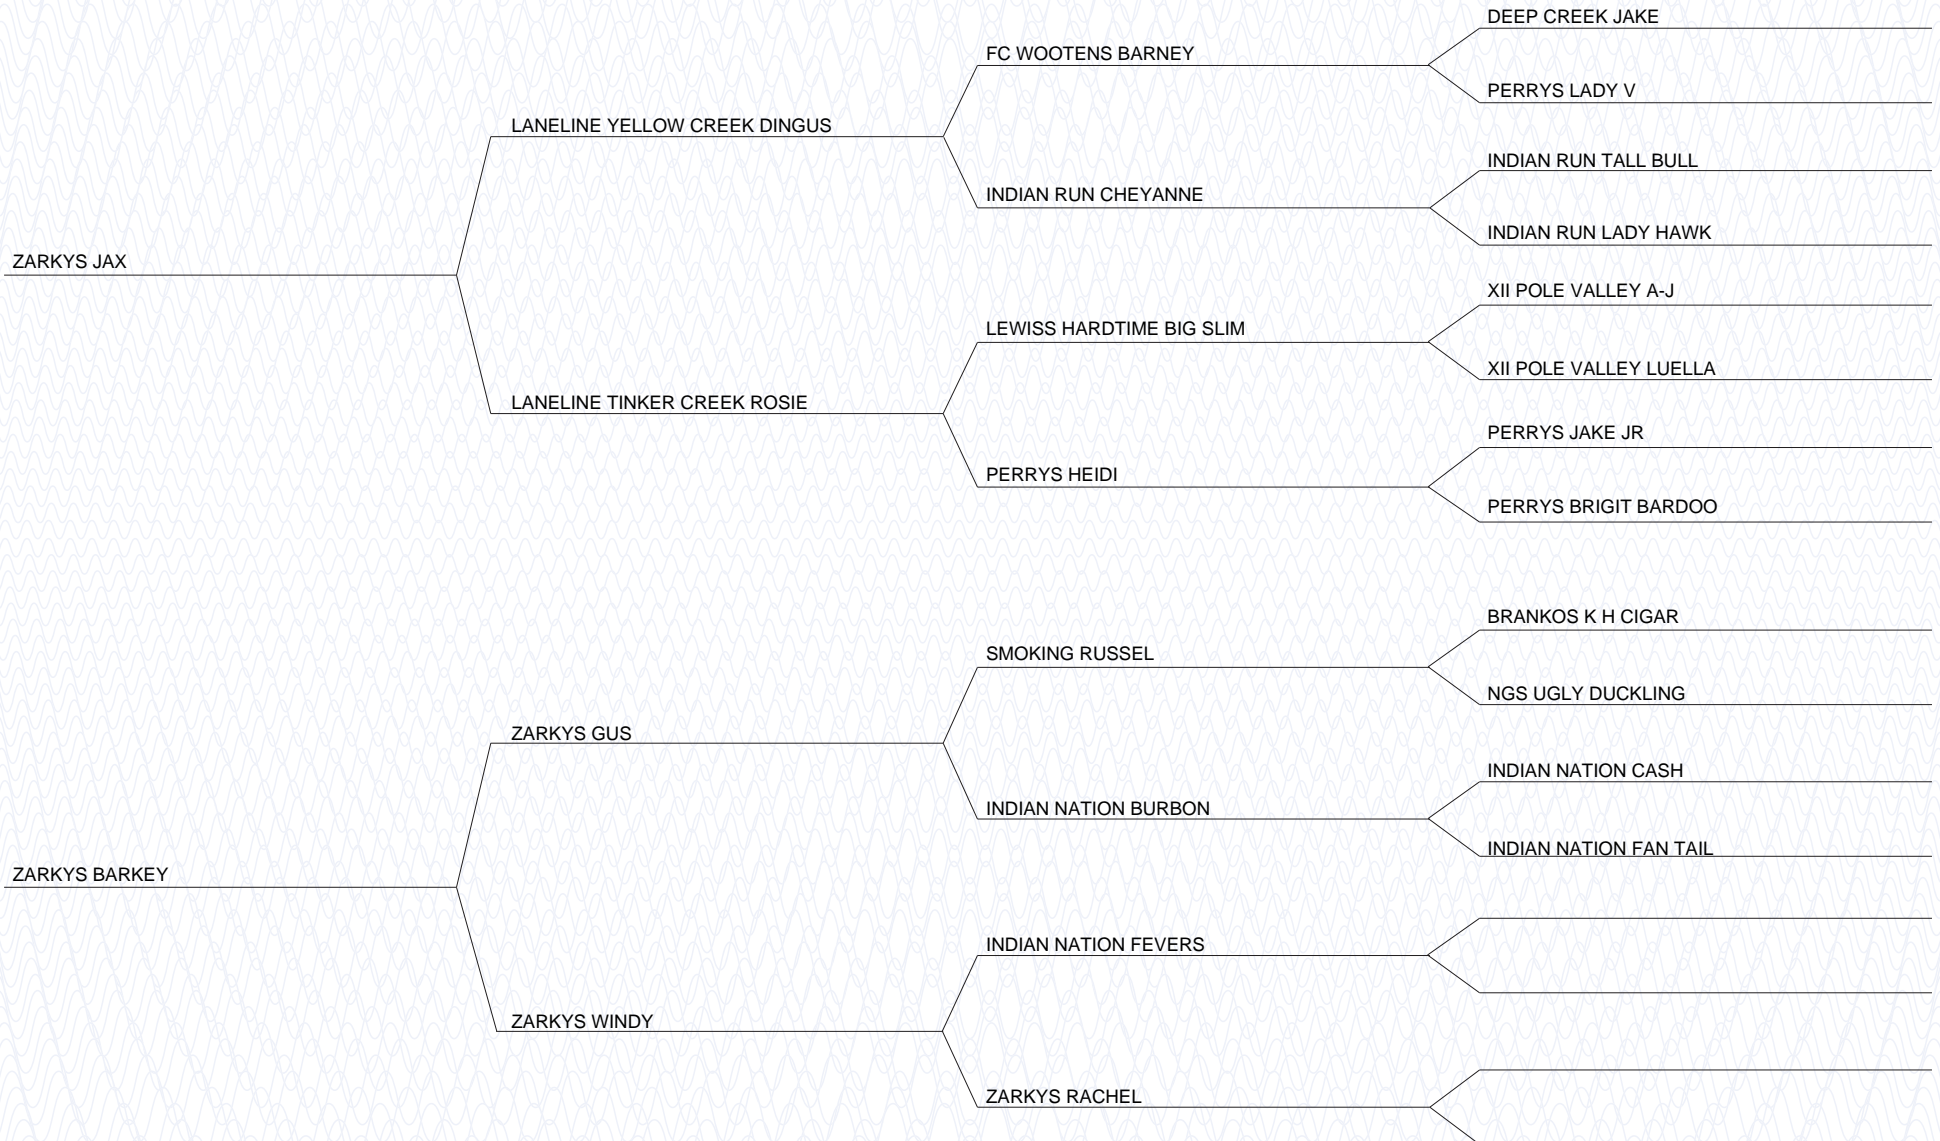 DEEP CREEK JAKE
FC WOOTENS BARNEY
PERRYS LADY V
LANELINE YELLOW CREEK DINGUS
INDIAN RUN TALL BULL
INDIAN RUN CHEYANNE
INDIAN RUN LADY HAWK
ZARKYS JAX
XII POLE VALLEY A-J
LEWISS HARDTIME BIG SLIM
XII POLE VALLEY LUELLA
LANELINE TINKER CREEK ROSIE
PERRYS JAKE JR
PERRYS HEIDI
PERRYS BRIGIT BARDOO
BRANKOS K H CIGAR
SMOKING RUSSEL
NGS UGLY DUCKLING
ZARKYS GUS
INDIAN NATION CASH
INDIAN NATION BURBON
INDIAN NATION FAN TAIL
ZARKYS BARKEY
INDIAN NATION FEVERS
ZARKYS WINDY
ZARKYS RACHEL